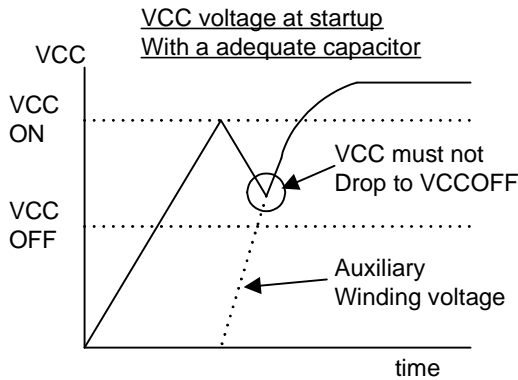 VCC voltage at startup
With a adequate capacitor
VCC
VCC
ON
VCC must not
Drop to VCCOFF
VCC
OFF
Auxiliary
Winding voltage
time